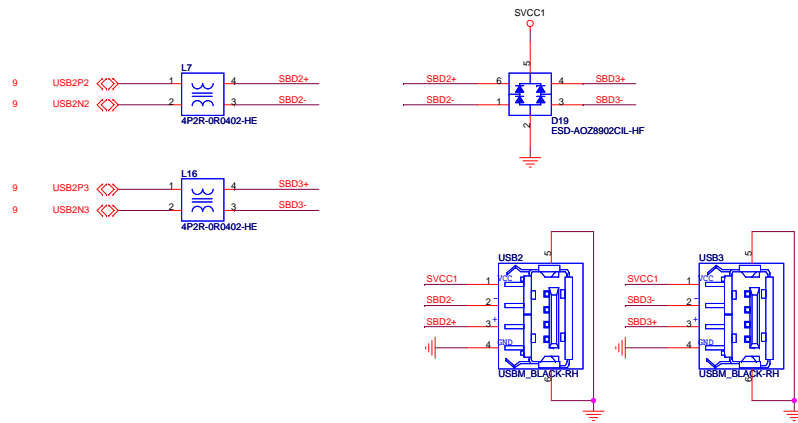 SVCC1
L7
9 USB2P2 1 4 SBD2+
9 USB2N2 2 3 SBD2-
4P2R-0R0402-HE
5
SBD2+ 6 4 SBD3+
SBD2- 1 3 SBD3-
2
D19
ESD-AOZ8902CIL-HF
L16
9 USB2P3 1 4 SBD3+
9 USB2N3 2 3 SBD3-
4P2R-0R0402-HE
USB2
5
SVCC1 1 VCC
SBD2- 2 -
SBD2+ 3 +
4 GND
USBM_BLACK-RH
6
USB3
5
SVCC1 1 VCC
SBD3- 2 -
SBD3+ 3 +
4 GND
USBM_BLACK-RH
6